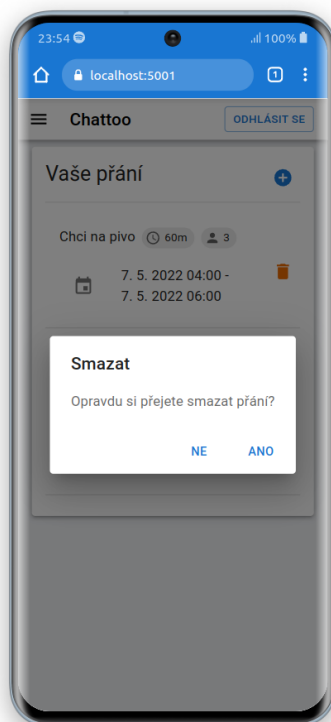 23:54
100%
localhost:5001
1
Chattoo
ODHLÁSIT SE
Vaše přání
Chci na pivo 60m 3
7. 5. 2022 04:00 -
7. 5. 2022 06:00
Smazat
Opravdu si přejete smazat přání?
NE ANO